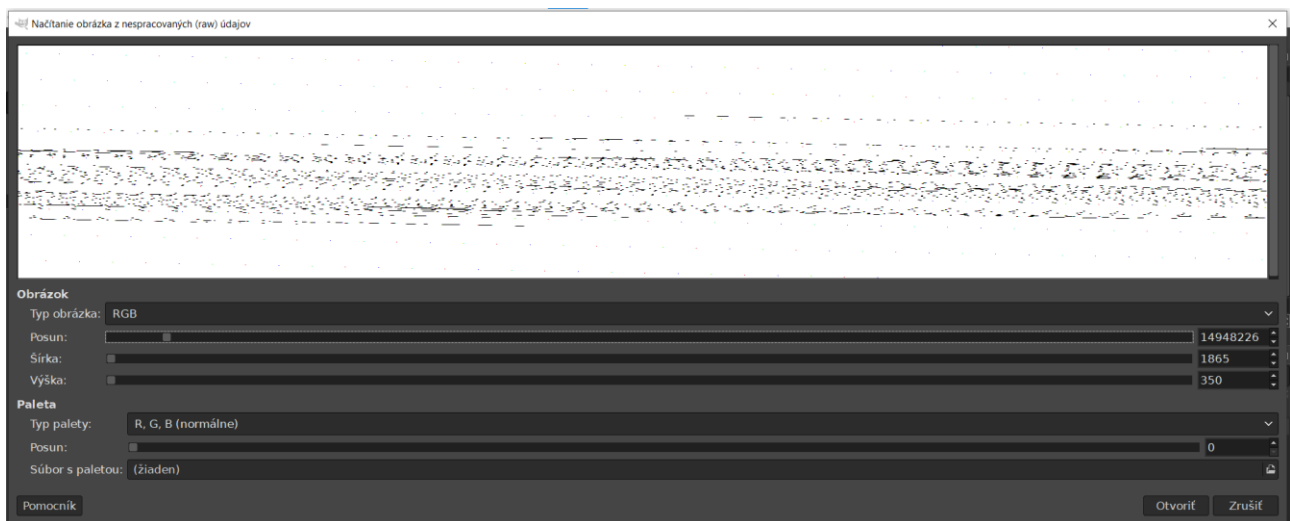 Načítanie obrázka z nespracovaných (raw) údajov
Obrázok
Typ obrázka: RGB
Posun: 14948226
Šírka: 1865
Výška: 350
Paleta
Typ palety: R, G, B (normálne)
Posun: 0
Súbor s paletou: (žiaden)
Pomocník Otvoriť Zrušiť